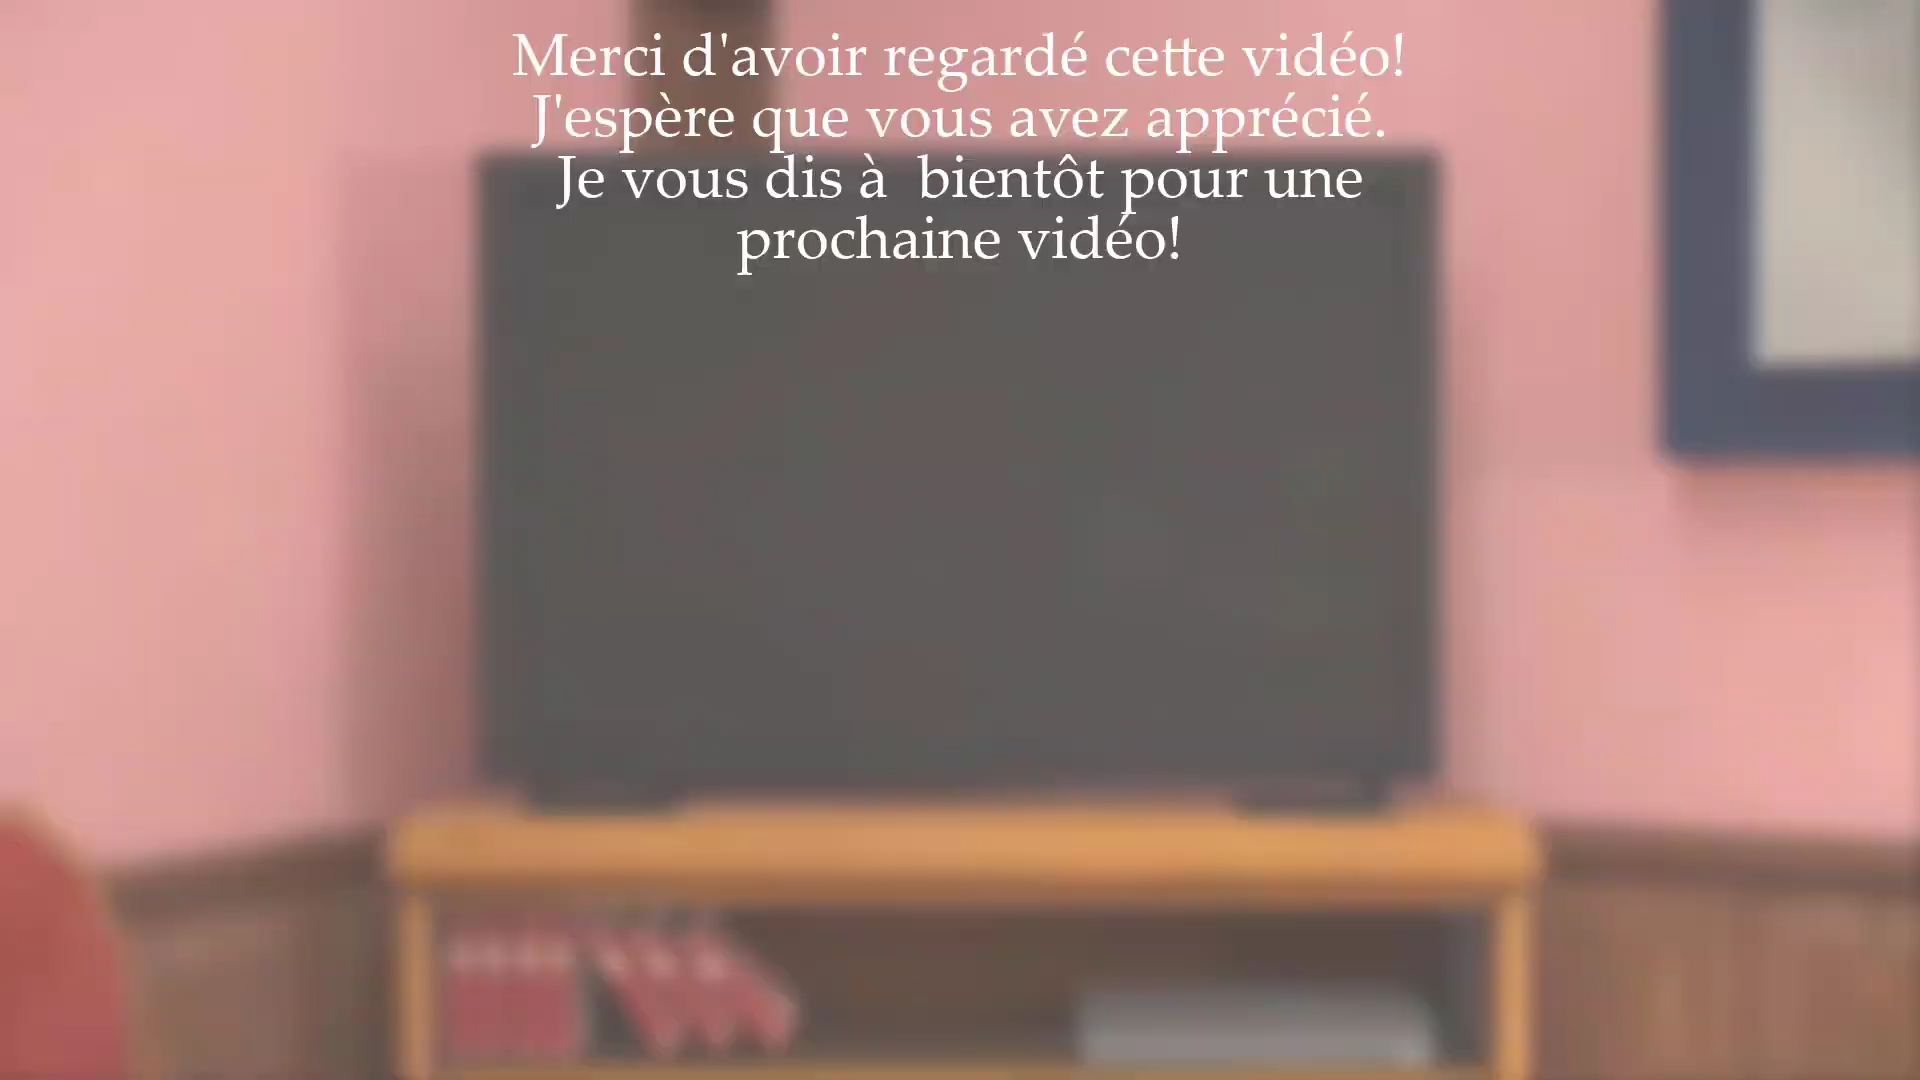 Merci d'avoir regardé cette vidéo!
J'espère que vous avez apprécié.
Je vous dis à  bientôt pour une
prochaine vidéo!